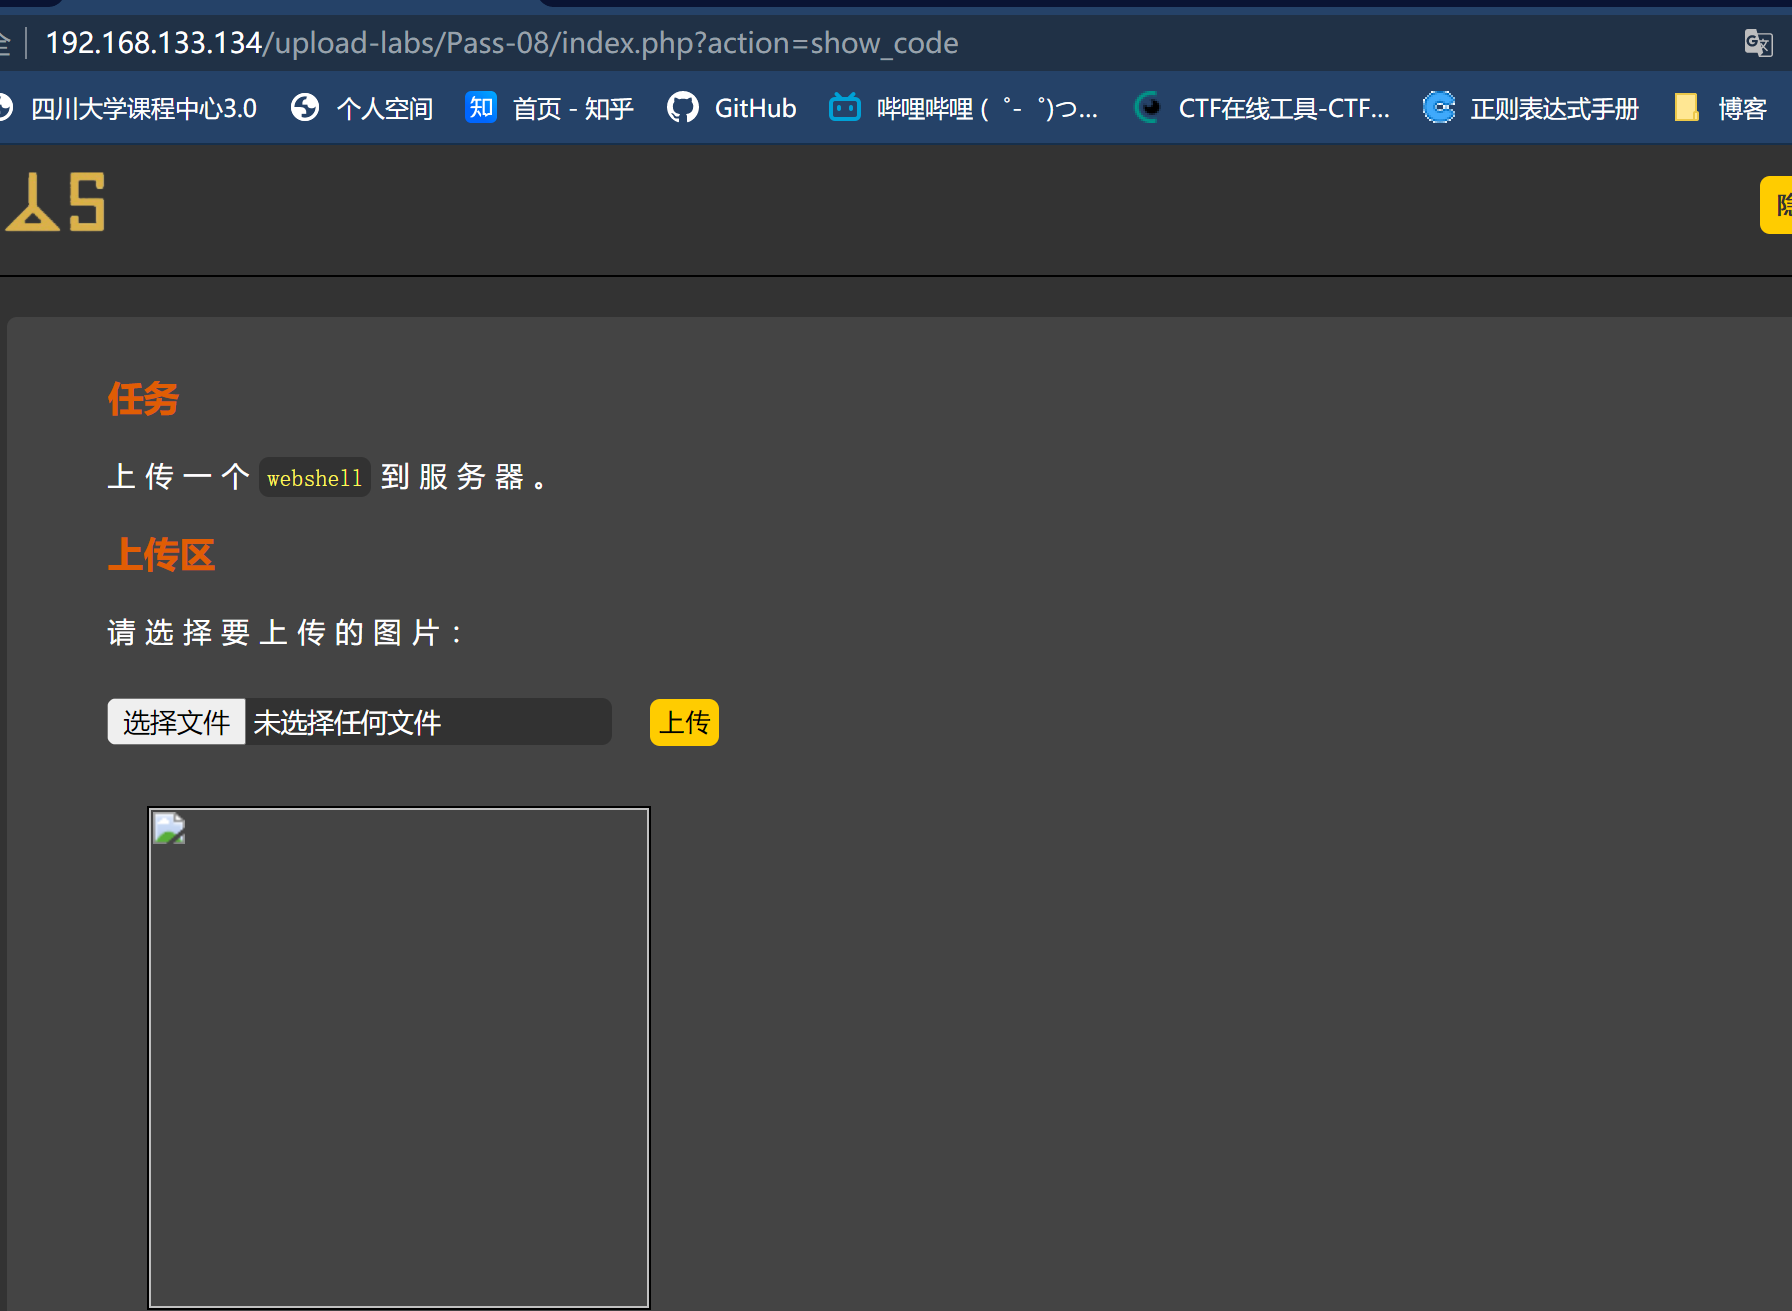 全 | 192.168.133.134/upload-labs/Pass-08/index.php?action=show_code
四川大学课程中心3.0 个人空间 知 首页 - 知乎 GitHub 哔哩哔哩 ( ゜- ゜)つ... CTF在线工具-CTF... 正则表达式手册 博客
任务
上传一个 webshell 到服务器。
上传区
请选择要上传的图片：
选择文件 未选择任何文件 上传